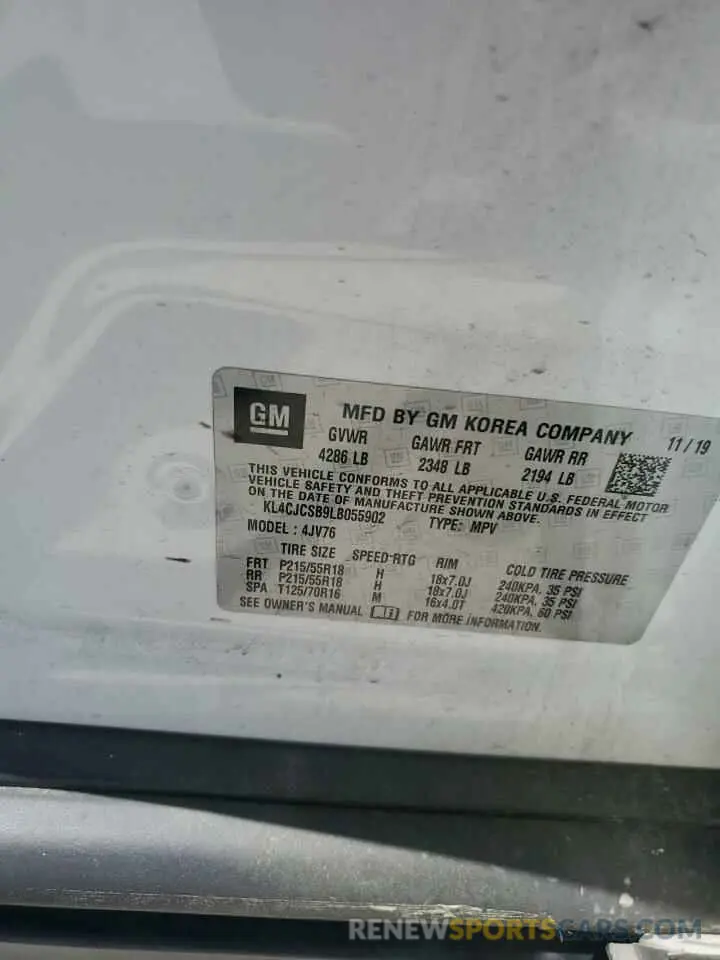 GM
MFD BY GM KOREA COMPANY 11/19
GVWR GAWR FRT GAWR RR
4286 LB 2348 LB 2194 LB
THIS VEHICLE CONFORMS TO ALL APPLICABLE U.S. FEDERAL MOTOR
VEHICLE SAFETY AND THEFT PREVENTION STANDARDS IN EFFECT
ON THE DATE OF MANUFACTURE SHOWN ABOVE.
KL4CJCSB9LB055902 TYPE: MPV
MODEL : 4JV76
TIRE SIZE SPEED RTG RIM COLD TIRE PRESSURE
FRT P215/55R18 H 18x7.0J 240KPA, 35 PSI
RR P215/55R18 H 18x7.0J 240KPA, 35 PSI
SPA T125/70R16 M 16x4.0T 420KPA, 60 PSI
SEE OWNER'S MANUAL FOR MORE INFORMATION.
RENEWSPORTSCARS.COM